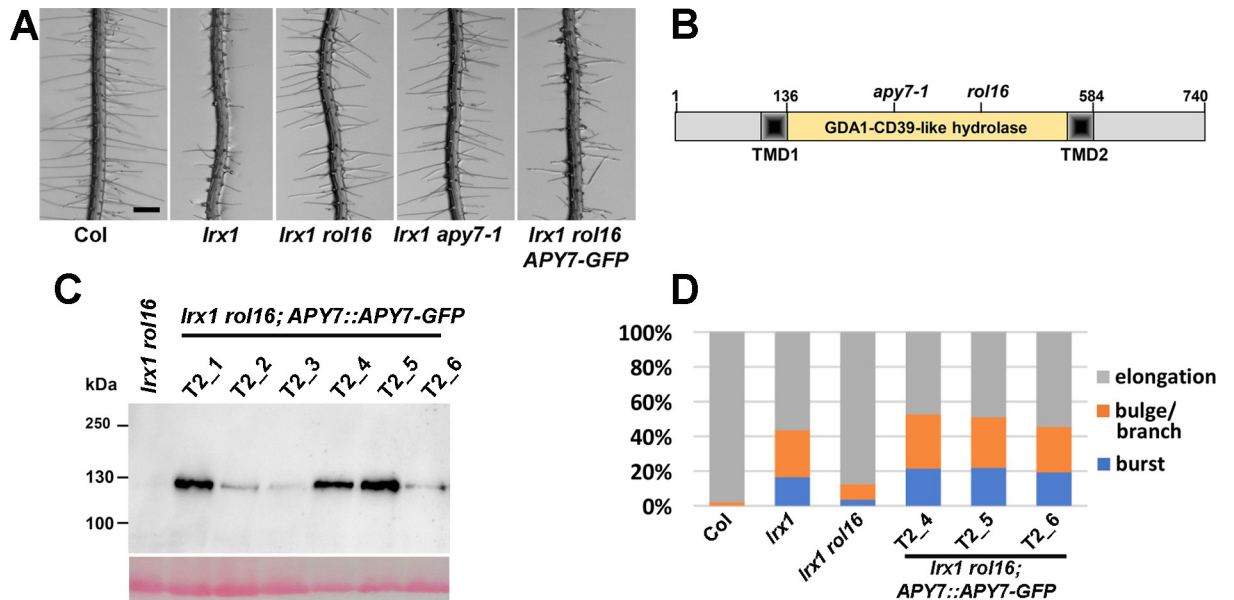 A
Col
lrx1
lrx1 rol16
lrx1 apy7-1
lrx1 rol16
APY7-GFP
B
1
136
apy7-1
rol16
584
740
GDA1-CD39-like hydrolase
TMD1
TMD2
C
lrx1 rol16
lrx1 rol16; APY7::APY7-GFP
T2_1
T2_2
T2_3
T2_4
T2_5
T2_6
kDa
250
130
100
D
100%
80%
60%
40%
20%
0%
elongation
bulge/
branch
burst
Col
lrx1
lrx1 rol16
T2_4
T2_5
T2_6
lrx1 rol16;
APY7::APY7-GFP